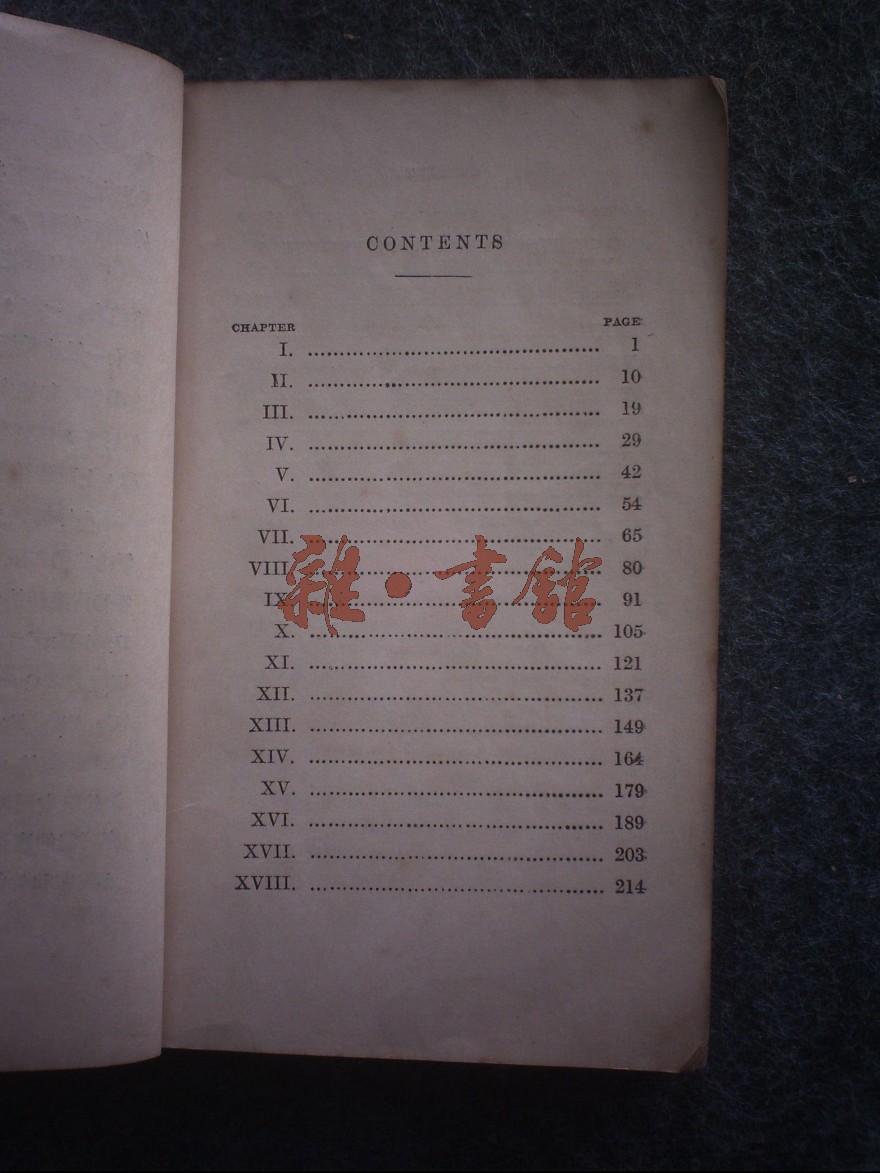 CONTENTS
CHAPTER PAGE
I. ................................................ 1
II. ................................................ 10
III. ................................................ 19
IV. ................................................ 29
V. ................................................ 42
VI. ................................................ 54
VII. ................................................ 65
VIII. ................................................ 80
雜·書館
IX. ................................................ 91
X. ................................................ 105
XI. ................................................ 121
XII. ................................................ 137
XIII. ................................................ 149
XIV. ................................................ 164
XV. ................................................ 179
XVI. ................................................ 189
XVII. ................................................ 203
XVIII. ................................................ 214